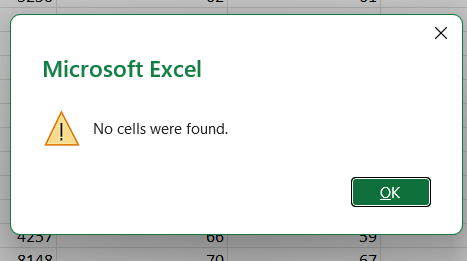 Microsoft Excel
No cells were found.
OK
4257 66 59
8148 70 67